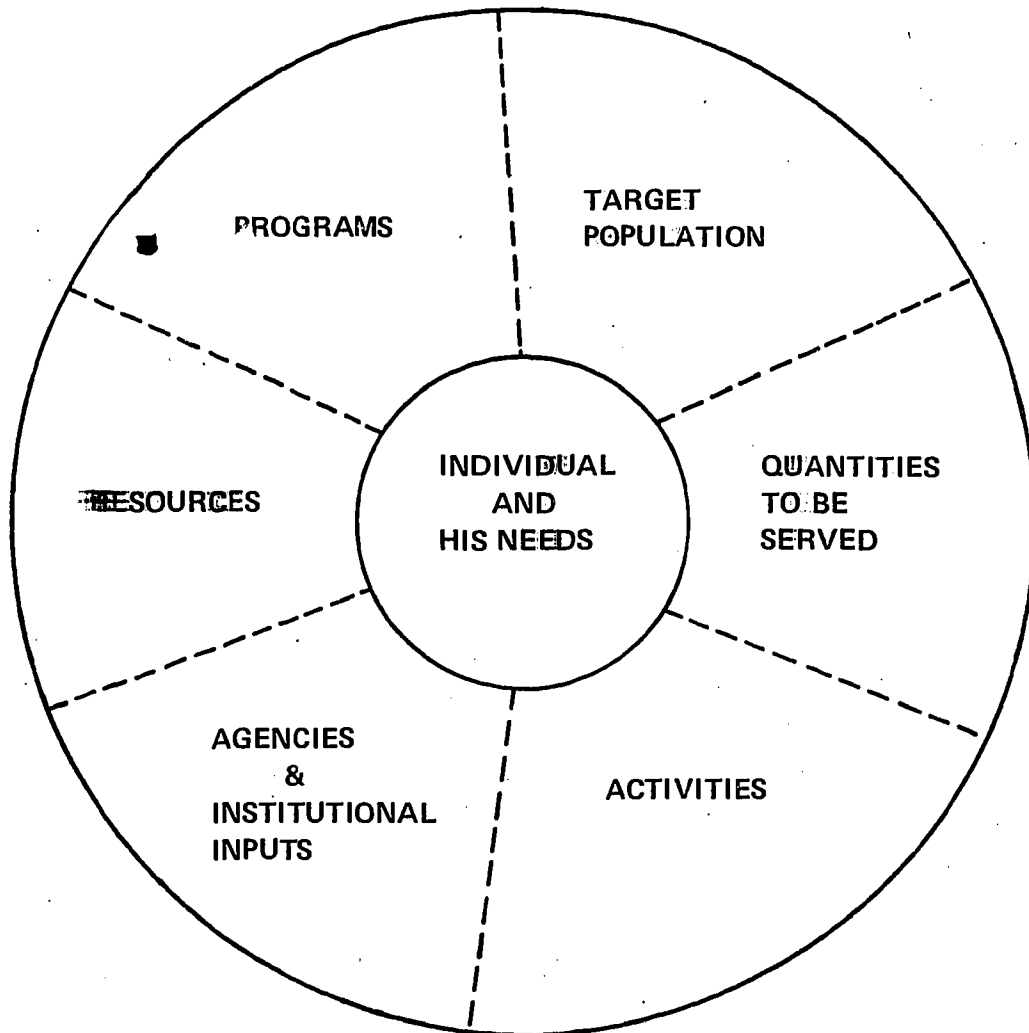 PROGRAMS
TARGET
POPULATION
RESOURCES
INDIVIDUAL
AND
HIS NEEDS
QUANTITIES
TO BE
SERVED
AGENCIES
&
INSTITUTIONAL
INPUTS
ACTIVITIES